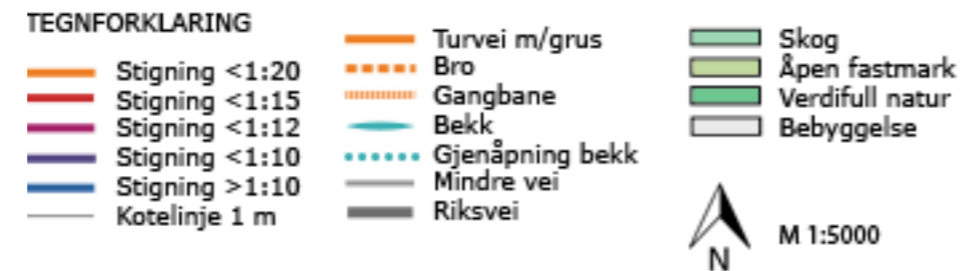 TEGNFORKLARING
Stigning <1:20
Stigning <1:15
Stigning <1:12
Stigning <1:10
Stigning >1:10
Kotelinje 1 m
Turvei m/grus
Bro
Gangbane
Bekk
Gjenåpning bekk
Mindre vei
Riksvei
Skog
Åpen fastmark
Verdifull natur
Bebyggelse
N
M 1:5000